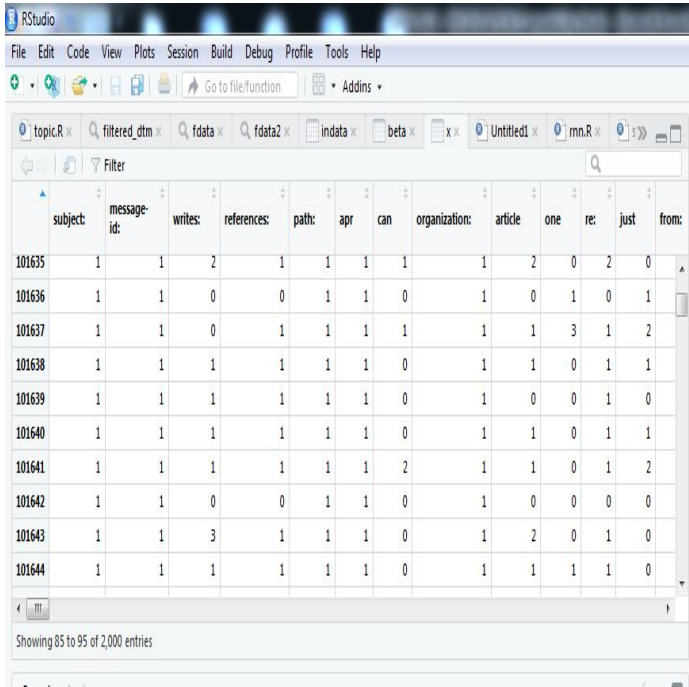 RStudio
File Edit Code View Plots Session Build Debug Profile Tools Help
Go to file/function Addins
topic.R filtered_dtm fdata fdata2 indata beta x Untitled1 rnn.R s
Filter
subject: message-id: writes: references: path: apr can organization: article one re: just from:
101635 1 1 2 1 1 1 1 1 2 0 2 0
101636 1 1 0 0 1 1 0 1 0 1 0 1
101637 1 1 0 1 1 1 1 1 1 3 1 2
101638 1 1 1 1 1 1 0 1 1 0 1 1
101639 1 1 1 1 1 1 0 1 0 0 1 0
101640 1 1 1 1 1 1 0 1 1 0 1 1
101641 1 1 1 1 1 1 2 1 1 0 1 2
101642 1 1 0 0 1 1 0 1 0 0 0 0
101643 1 1 3 1 1 1 0 1 2 0 1 0
101644 1 1 1 1 1 1 0 1 1 1 1 0
Showing 85 to 95 of 2,000 entries